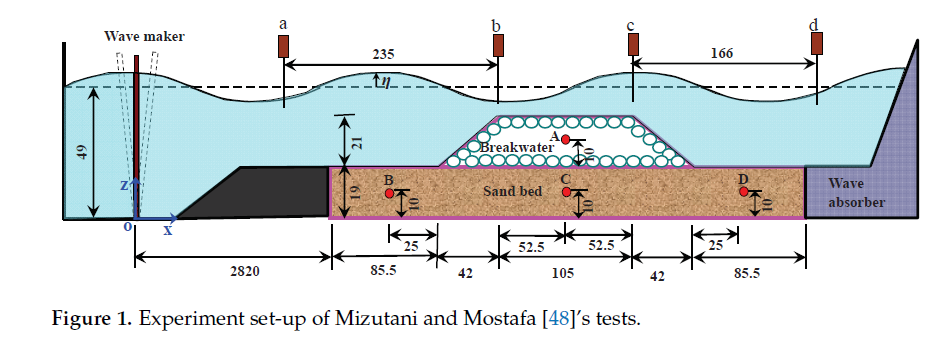 a
b
c
d
Wave maker
235
166
η
49
21
A
Breakwater
10
19
B
10
Sand bed
C
10
D
10
Wave
absorber
z
o
x
25
52.5
52.5
25
2820
85.5
42
105
42
85.5
Figure 1. Experiment set-up of Mizutani and Mostafa [48]'s tests.